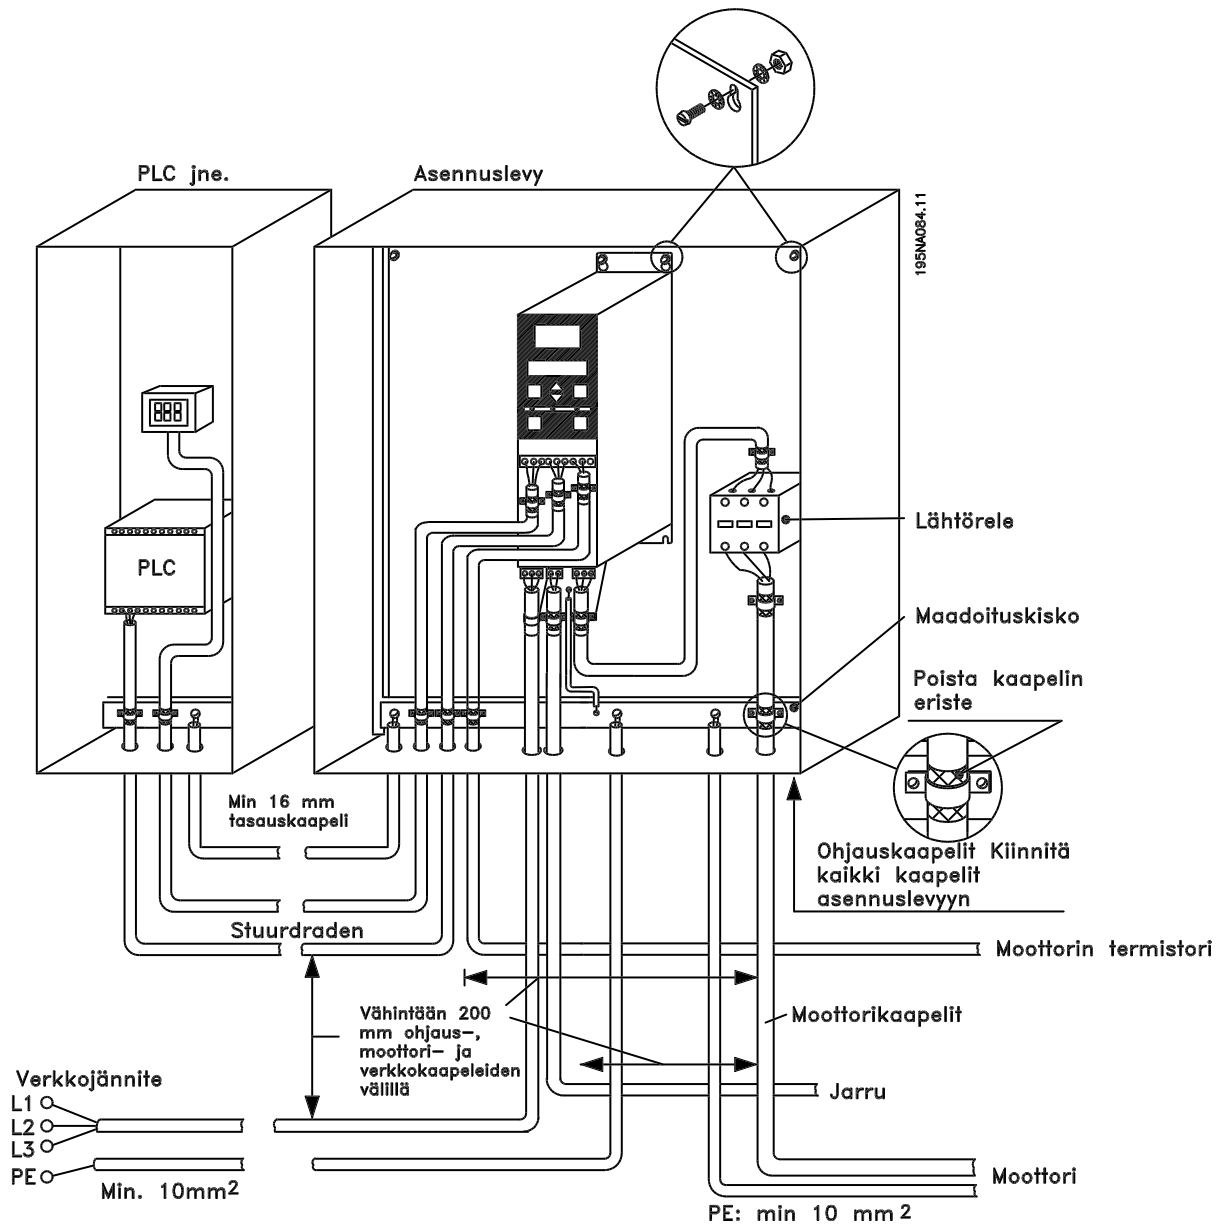 PLC jne.
Asennuslevy
195NA084.11
PLC
Lähtörele
Maadoituskisko
Poista kaapelin
eriste
Min 16 mm
tasauskaapeli
Ohjauskaapelit Kiinnitä
kaikki kaapelit
asennuslevyyn
Stuurdraden
Moottorin termistori
Vähintään 200
mm ohjaus-,
moottori- ja
verkkokaapeleiden
välillä
Moottorikaapelit
Verkkojännite
L1
L2
L3
PE
Jarru
Min. 10mm²
Moottori
PE: min 10 mm²